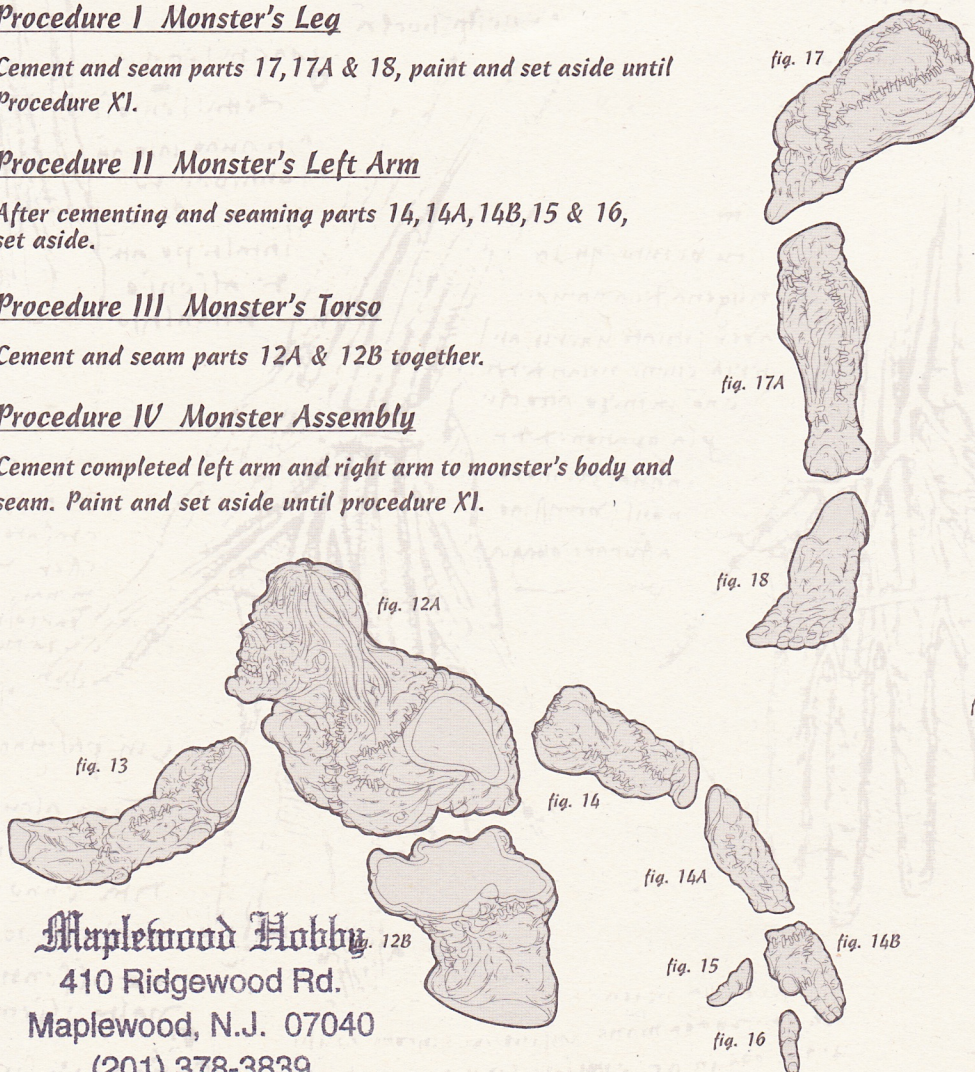 Procedure I Monster's Leg
Cement and seam parts 17, 17A & 18, paint and set aside until
Procedure XI.
Procedure II Monster's Left Arm
After cementing and seaming parts 14, 14A, 14B, 15 & 16,
set aside.
Procedure III Monster's Torso
Cement and seam parts 12A & 12B together.
Procedure IV Monster Assembly
Cement completed left arm and right arm to monster's body and
seam. Paint and set aside until procedure XI.
fig. 17
fig. 17A
fig. 18
fig. 12A
fig. 13
fig. 14
fig. 14A
fig. 12B
fig. 14B
fig. 15
fig. 16
Maplewood Hobby
410 Ridgewood Rd.
Maplewood, N.J. 07040
(201) 378-3839